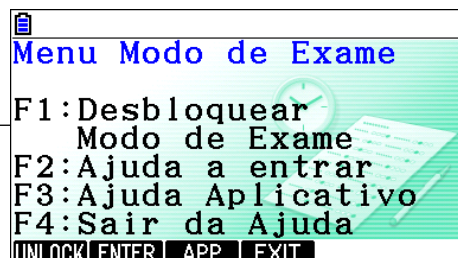 Menu Modo de Exame
F1:Desbloquear
Modo de Exame
F2:Ajuda a entrar
F3:Ajuda Aplicativo
F4:Sair da Ajuda
UNLOCK ENTER APP EXIT